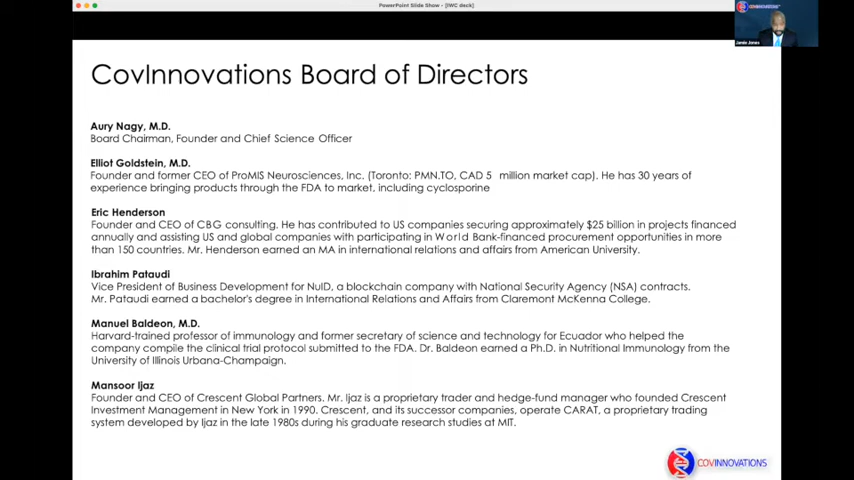 PowerPoint Slide Show - [IWC deck]
COVINNOVATIONS
Jamie Jones
CovInnovations Board of Directors
Aury Nagy, M.D.
Board Chairman, Founder and Chief Science Officer
Elliot Goldstein, M.D.
Founder and former CEO of ProMIS Neurosciences, Inc. (Toronto: PMN.TO, CAD 5 million market cap). He has 30 years of
experience bringing products through the FDA to market, including cyclosporine
Eric Henderson
Founder and CEO of CBG consulting. He has contributed to US companies securing approximately $25 billion in projects financed
annually and assisting US and global companies with participating in World Bank-financed procurement opportunities in more
than 150 countries. Mr. Henderson earned an MA in international relations and affairs from American University.
Ibrahim Pataudi
Vice President of Business Development for NuID, a blockchain company with National Security Agency (NSA) contracts.
Mr. Pataudi earned a bachelor's degree in International Relations and Affairs from Claremont McKenna College.
Manuel Baldeon, M.D.
Harvard-trained professor of immunology and former secretary of science and technology for Ecuador who helped the
company compile the clinical trial protocol submitted to the FDA. Dr. Baldeon earned a Ph.D. in Nutritional Immunology from the
University of Illinois Urbana-Champaign.
Mansoor Ijaz
Founder and CEO of Crescent Global Partners. Mr. Ijaz is a proprietary trader and hedge-fund manager who founded Crescent
Investment Management in New York in 1990. Crescent, and its successor companies, operate CARAT, a proprietary trading
system developed by Ijaz in the late 1980s during his graduate research studies at MIT.
COVINNOVATIONS